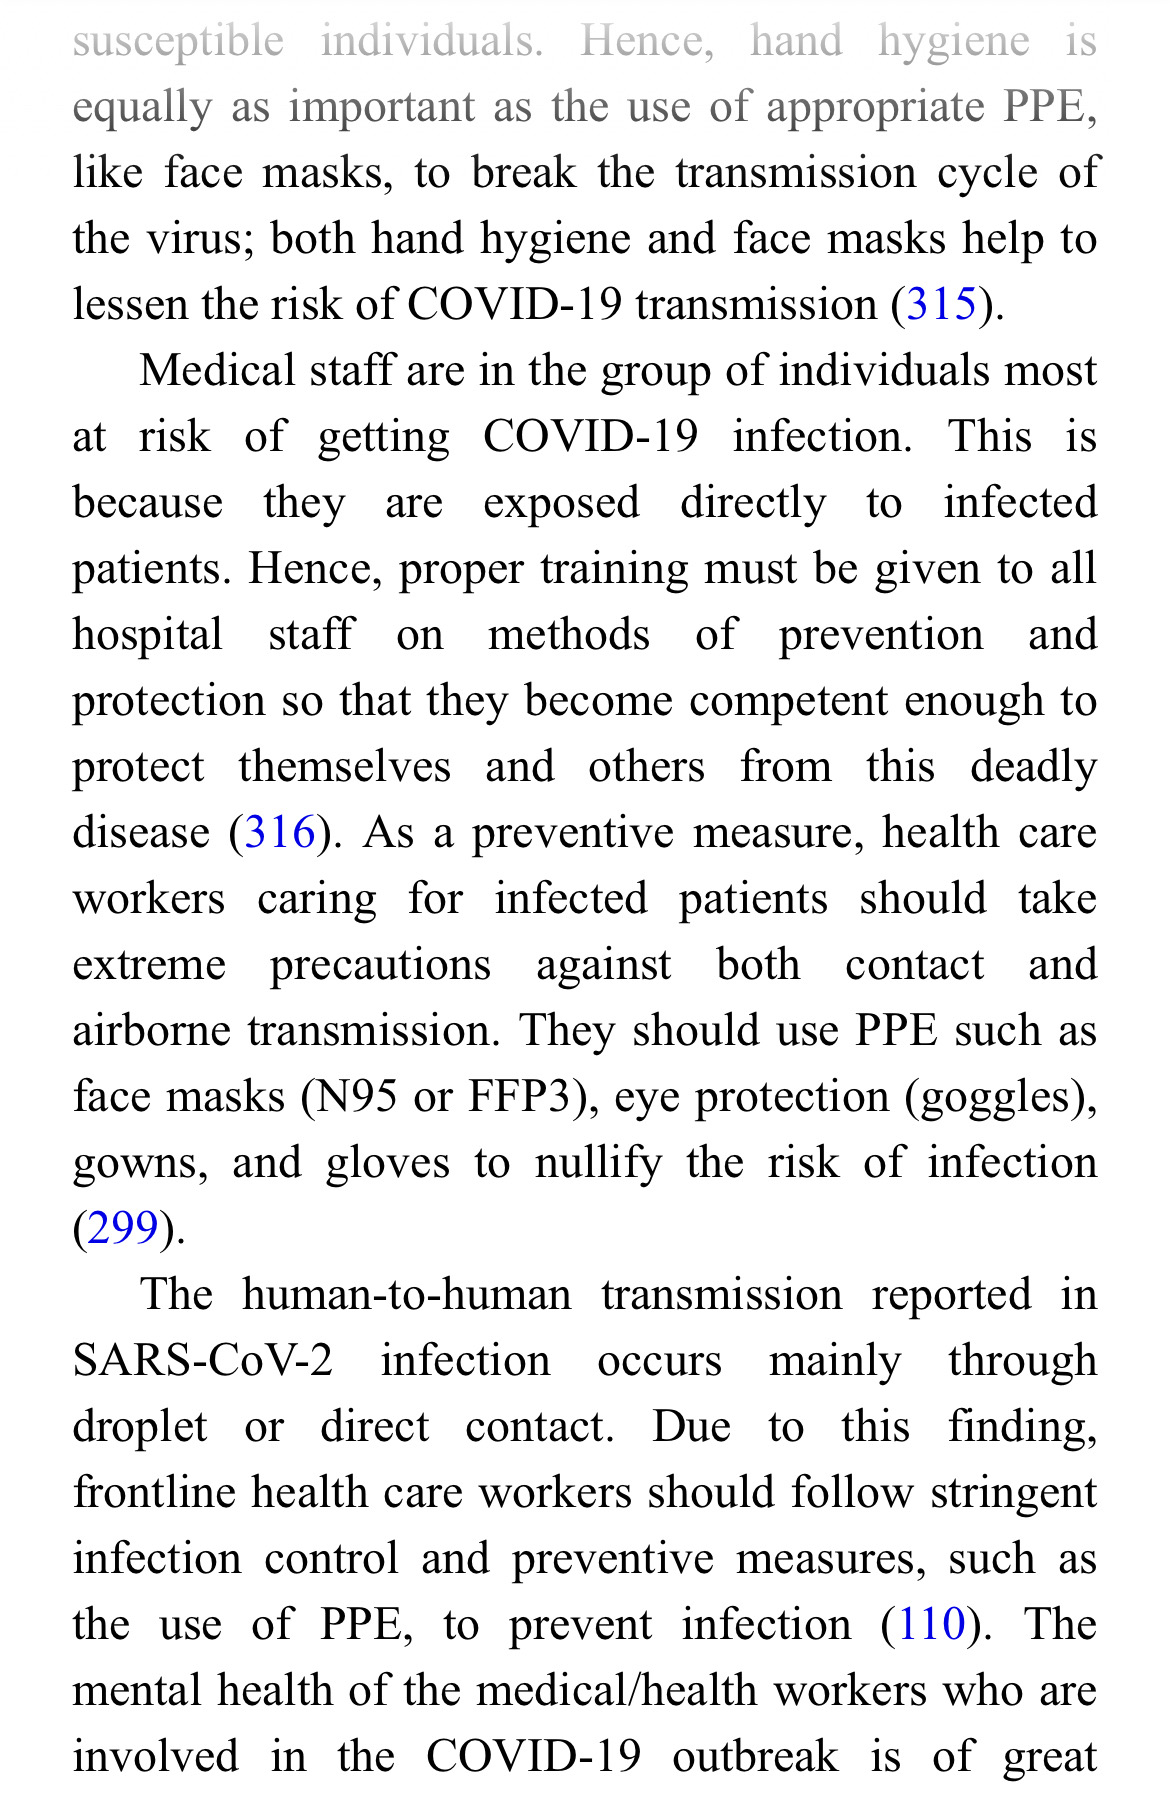 susceptible individuals. Hence, hand hygiene is
equally as important as the use of appropriate PPE,
like face masks, to break the transmission cycle of
the virus; both hand hygiene and face masks help to
lessen the risk of COVID-19 transmission (315).
Medical staff are in the group of individuals most
at risk of getting COVID-19 infection. This is
because they are exposed directly to infected
patients. Hence, proper training must be given to all
hospital staff on methods of prevention and
protection so that they become competent enough to
protect themselves and others from this deadly
disease (316). As a preventive measure, health care
workers caring for infected patients should take
extreme precautions against both contact and
airborne transmission. They should use PPE such as
face masks (N95 or FFP3), eye protection (goggles),
gowns, and gloves to nullify the risk of infection
(299).
The human-to-human transmission reported in
SARS-CoV-2 infection occurs mainly through
droplet or direct contact. Due to this finding,
frontline health care workers should follow stringent
infection control and preventive measures, such as
the use of PPE, to prevent infection (110). The
mental health of the medical/health workers who are
involved in the COVID-19 outbreak is of great